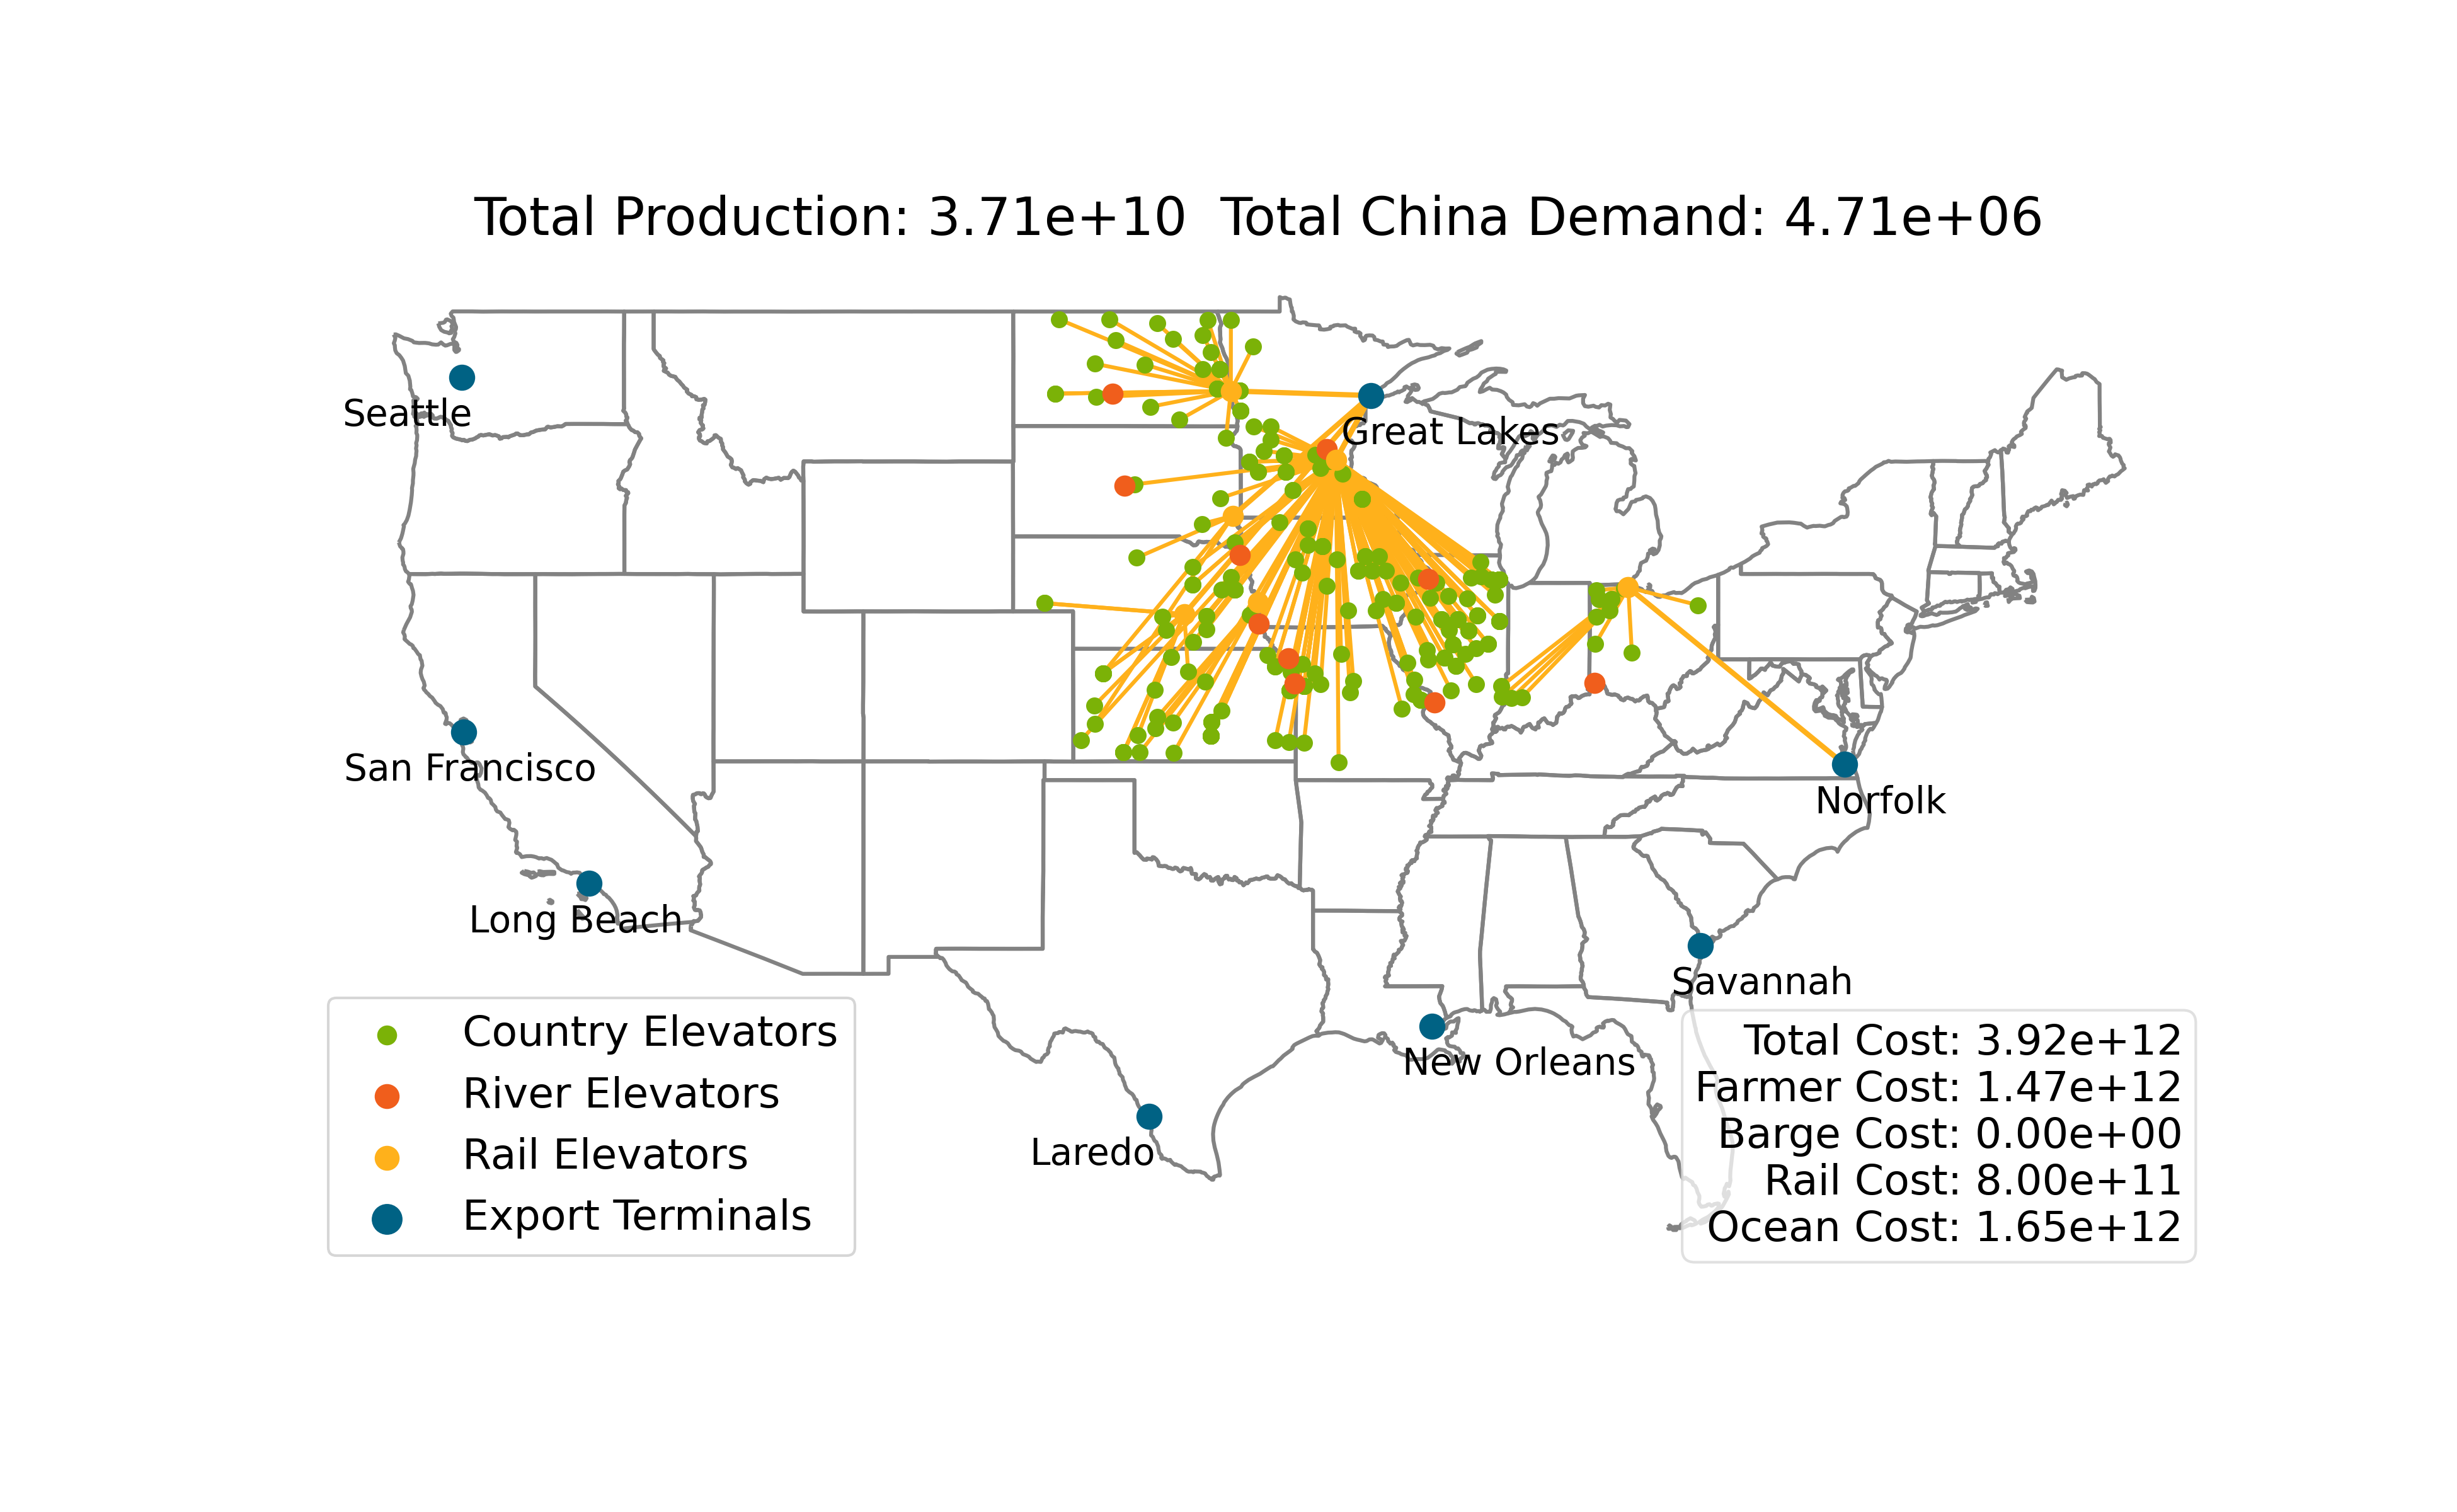 Total Production: 3.71e+10  Total China Demand: 4.71e+06
Seattle
Great Lakes
San Francisco
Norfolk
Long Beach
Savannah
New Orleans
Laredo
Country Elevators
River Elevators
Rail Elevators
Export Terminals
Total Cost: 3.92e+12
Farmer Cost: 1.47e+12
Barge Cost: 0.00e+00
Rail Cost: 8.00e+11
Ocean Cost: 1.65e+12